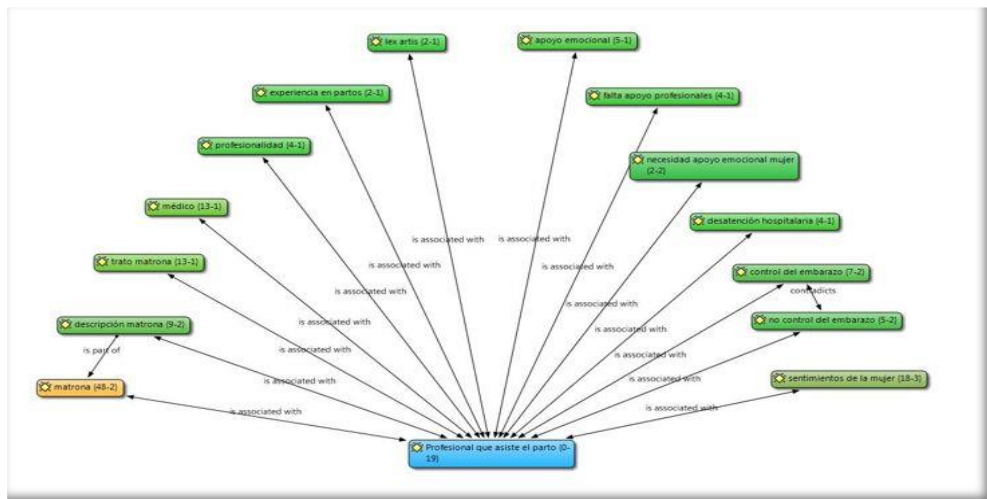 lex artis {2-1}
apoyo emocional {5-1}
experiencia en partos {2-1}
falta apoyo profesionales {4-1}
profesionalidad {4-1}
necesidad apoyo emocional mujer
{2-2}
médico {13-1}
desatención hospitalaria {4-1}
is associated with
is associated with
trato matrona {13-1}
is associated with
is associated with
control del embarazo {7-2}
is associated with
contradicts
is associated with
descripción matrona {9-2}
is associated with
no control del embarazo {5-2}
is associated with
is part of
is associated with
is associated with
matrona {48-2}
is associated with
is associated with
sentimientos de la mujer {18-3}
is associated with
is associated with
Profesional que asiste el parto {0-
19}